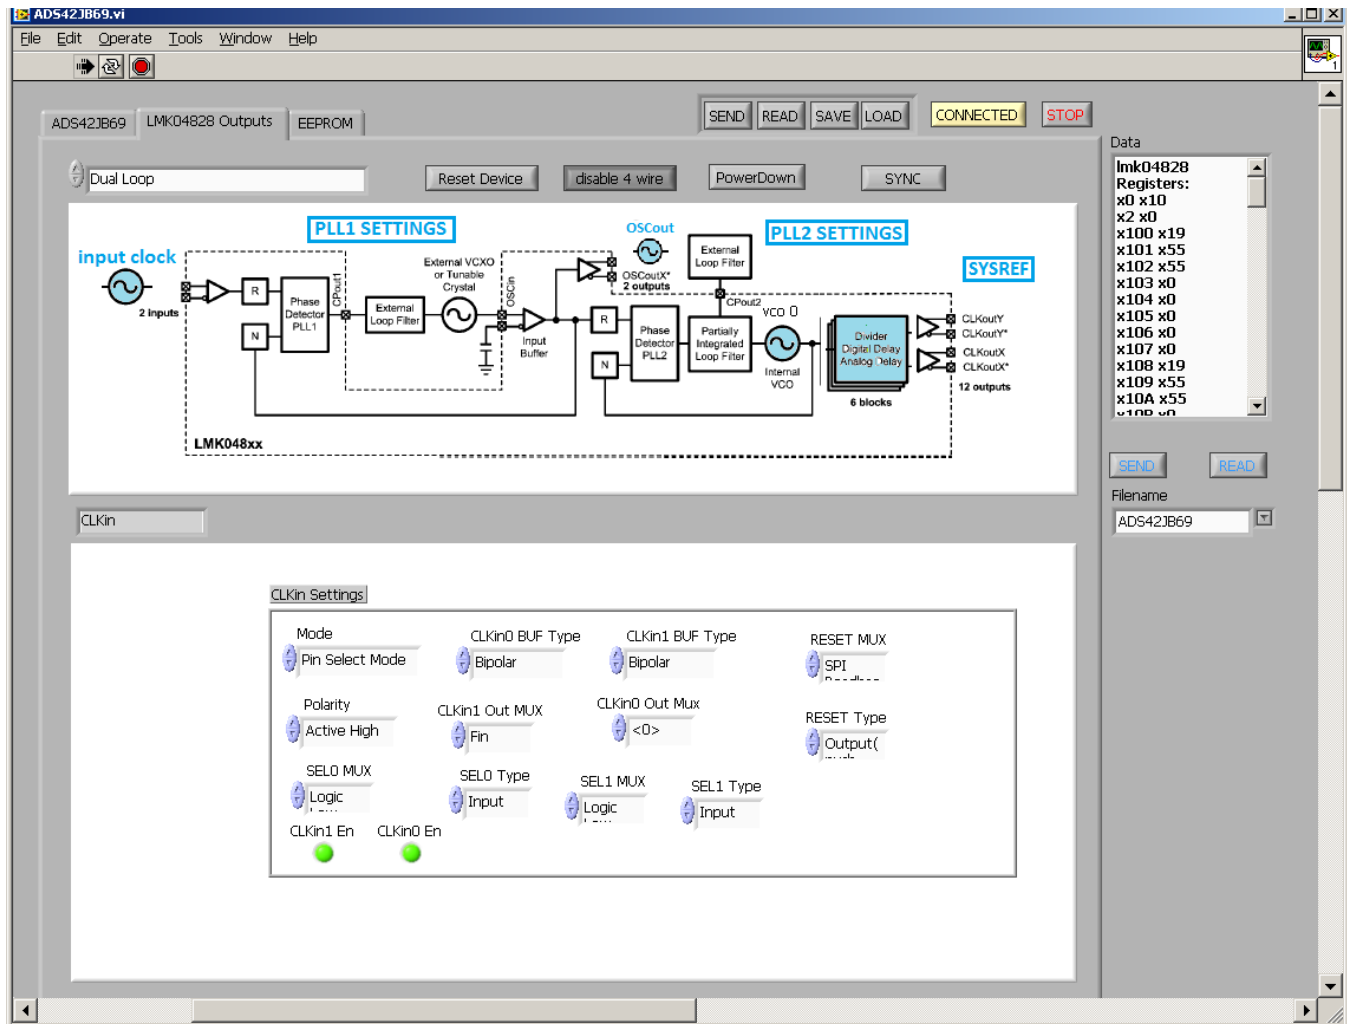 ADS42JB69.vi
File Edit Operate Tools Window Help
1
ADS42JB69 LMK04828 Outputs EEPROM
SEND READ SAVE LOAD CONNECTED STOP
Dual Loop Reset Device disable 4 wire PowerDown SYNC
PLL1 SETTINGS
OSCout
PLL2 SETTINGS
input clock
SYSREF
2 inputs
R
N
Phase
Detector
PLL1
CPout1
External
Loop Filter
External VCXO
or Tunable
Crystal
OSCin
Input
Buffer
OSCoutX*
2 outputs
R
N
Phase
Detector
PLL2
External
Loop Filter
CPout2
Partially
Integrated
Loop Filter
VCO 0
Internal
VCO
Divider
Digital Delay
Analog Delay
6 blocks
CLKoutY
CLKoutY*
CLKoutX
CLKoutX*
12 outputs
LMK048xx
CLKin
CLKin Settings
Mode
Pin Select Mode
CLKin0 BUF Type
Bipolar
CLKin1 BUF Type
Bipolar
RESET MUX
SPI
Polarity
Active High
CLKin1 Out MUX
Fin
CLKin0 Out Mux
<0>
RESET Type
Output(
SEL0 MUX
Logic
SEL0 Type
Input
SEL1 MUX
Logic
SEL1 Type
Input
CLKin1 En CLKin0 En
Data
lmk04828
Registers:
x0 x10
x2 x0
x100 x19
x101 x55
x102 x55
x103 x0
x104 x0
x105 x0
x106 x0
x107 x0
x108 x19
x109 x55
x10A x55
x10B x0
SEND READ
Filename
ADS42JB69